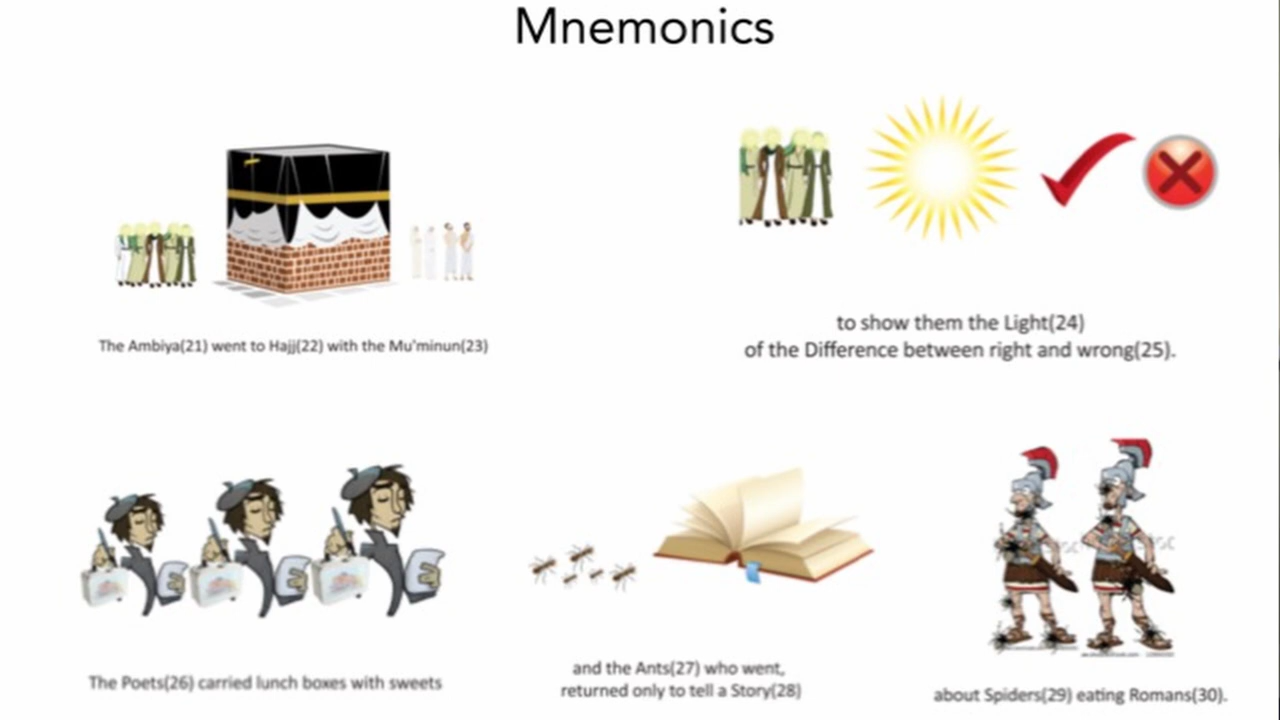 Mnemonics
The Ambiya(21) went to Hajj(22) with the Mu'minun(23)
to show them the Light(24)
of the Difference between right and wrong(25).
The Poets(26) carried lunch boxes with sweets
and the Ants(27) who went,
returned only to tell a Story(28)
about Spiders(29) eating Romans(30).